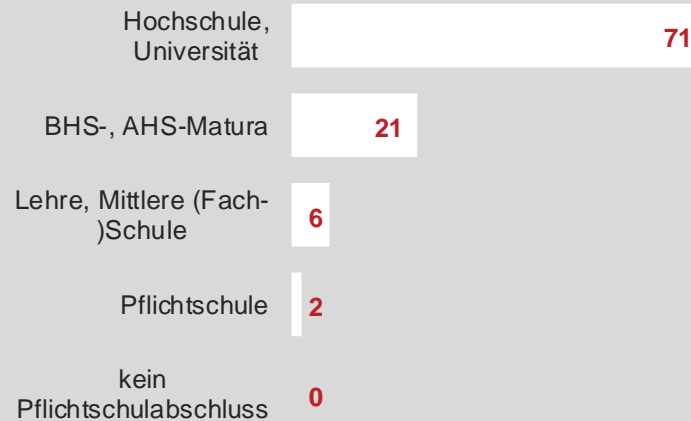 Hochschule,
Universität
71
BHS-, AHS-Matura
21
Lehre, Mittlere (Fach-
)Schule
6
Pflichtschule
2
kein
Pflichtschulabschluss
0